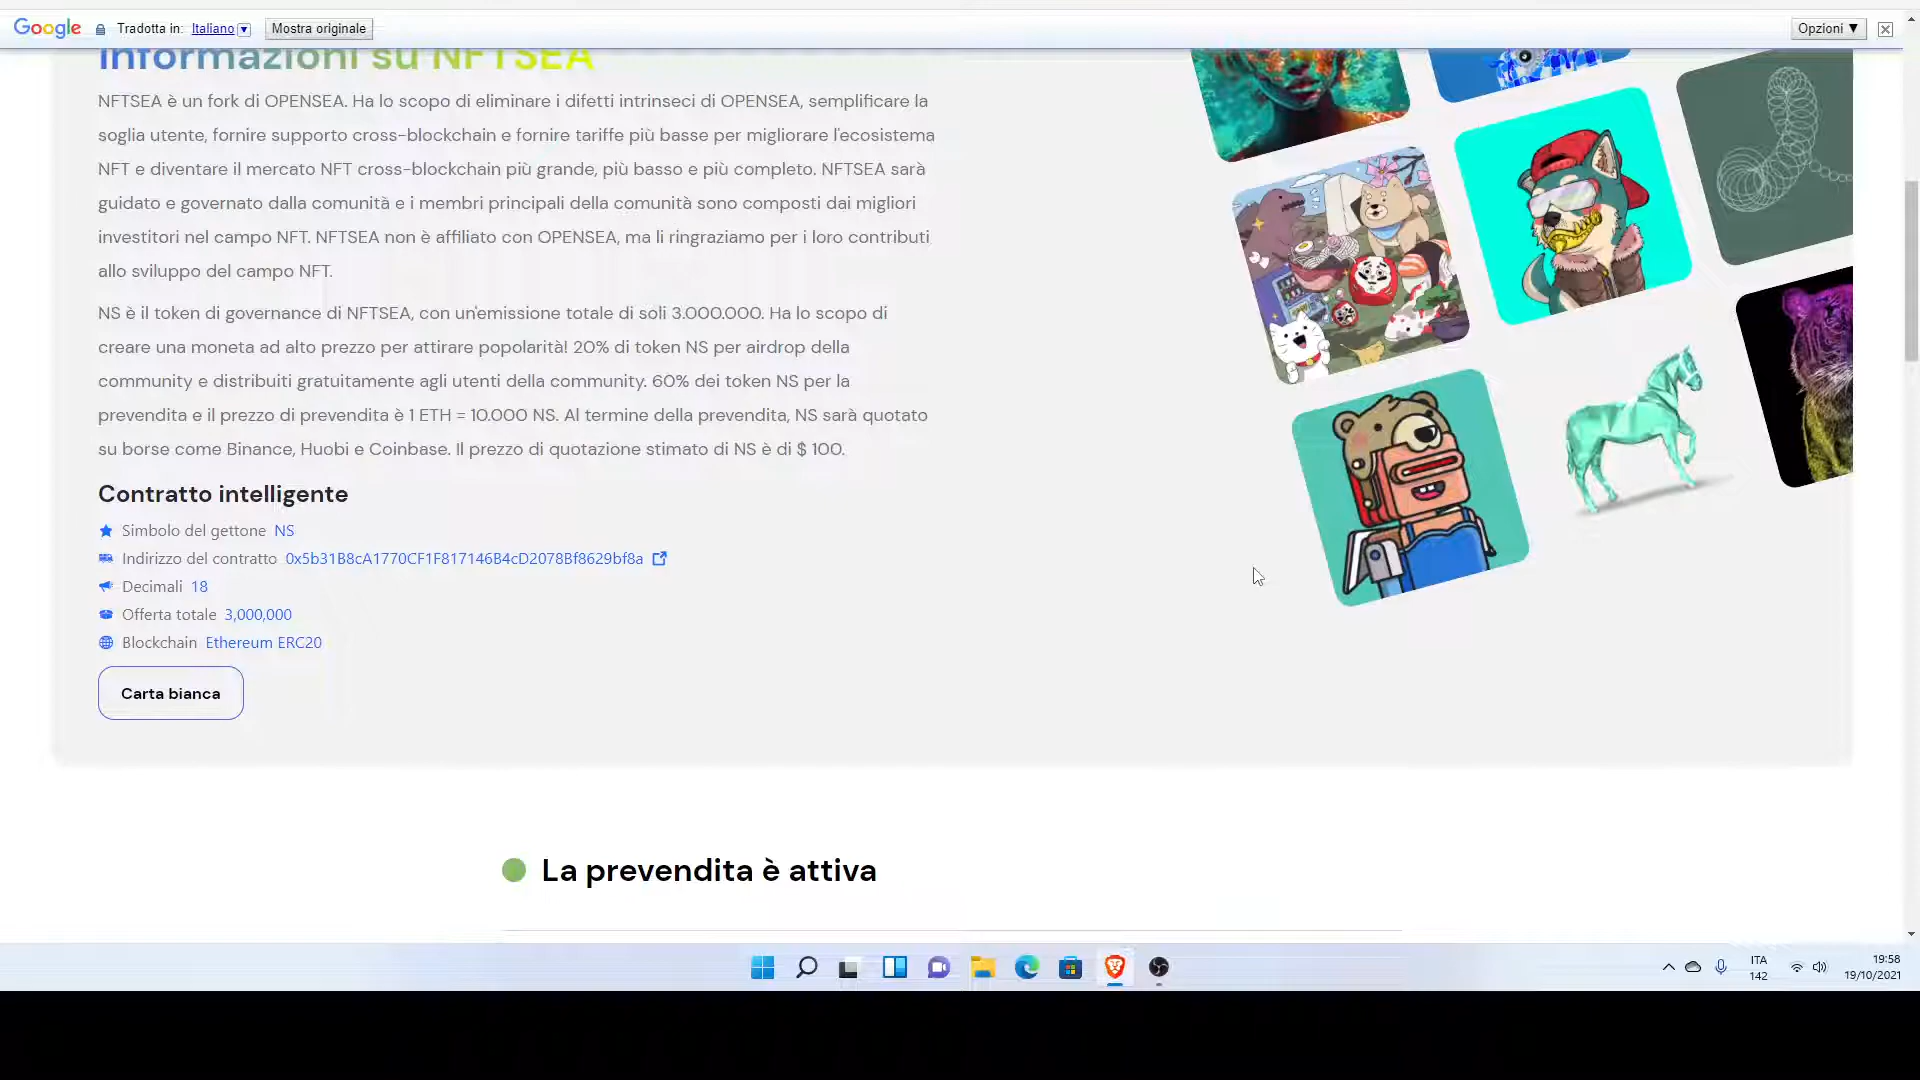 Google Tradotta in: Italiano Mostra originale Opzioni ▼
Informazioni su NFTSEA
NFTSEA è un fork di OPENSEA. Ha lo scopo di eliminare i difetti intrinseci di OPENSEA, semplificare la
soglia utente, fornire supporto cross-blockchain e fornire tariffe più basse per migliorare l'ecosistema
NFT e diventare il mercato NFT cross-blockchain più grande, più basso e più completo. NFTSEA sarà
guidato e governato dalla comunità e i membri principali della comunità sono composti dai migliori
investitori nel campo NFT. NFTSEA non è affiliato con OPENSEA, ma li ringraziamo per i loro contributi
allo sviluppo del campo NFT.
NS è il token di governance di NFTSEA, con un'emissione totale di soli 3.000.000. Ha lo scopo di
creare una moneta ad alto prezzo per attirare popolarità! 20% di token NS per airdrop della
community e distribuiti gratuitamente agli utenti della community. 60% dei token NS per la
prevendita e il prezzo di prevendita è 1 ETH = 10.000 NS. Al termine della prevendita, NS sarà quotato
su borse come Binance, Huobi e Coinbase. Il prezzo di quotazione stimato di NS è di $ 100.
Contratto intelligente
Simbolo del gettone NS
Indirizzo del contratto 0x5b31B8cA1770CF1F817146B4cD2078Bf8629bf8a
Decimali 18
Offerta totale 3,000,000
Blockchain Ethereum ERC20
Carta bianca
La prevendita è attiva
ITA
142
19:58
19/10/2021